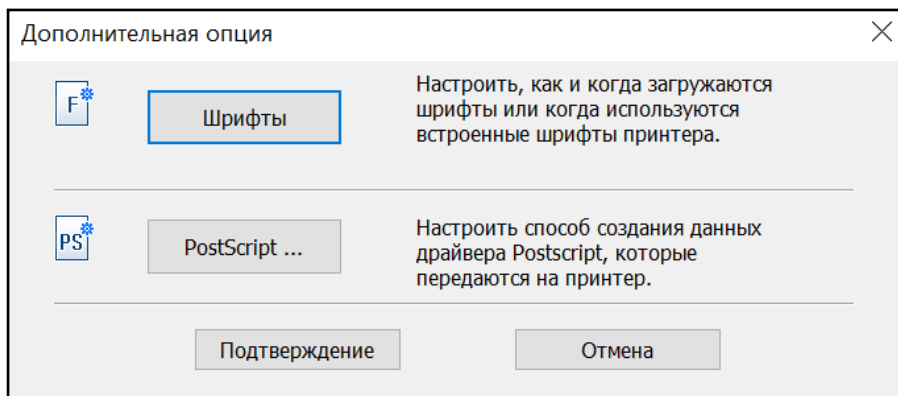 Дополнительная опция
F
Шрифты
Настроить, как и когда загружаются
шрифты или когда используются
встроенные шрифты принтера.
PS
PostScript ...
Настроить способ создания данных
драйвера Postscript, которые
передаются на принтер.
Подтверждение
Отмена